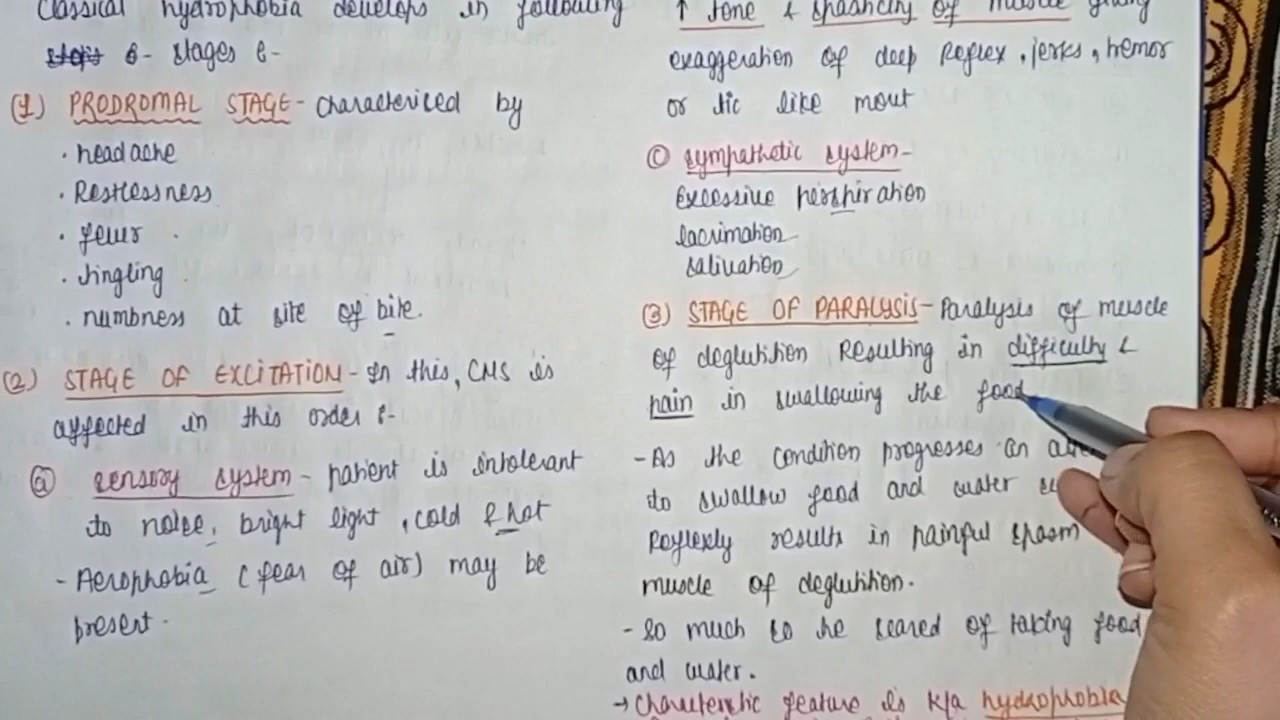 Classical hydrophobia develops in following
stages :-
(1) PRODROMAL STAGE - Characterized by
• headache
• Restlessness
• fever
• tingling
• numbness at site of bite.
(2) STAGE OF EXCITATION - In this, CNS is
affected in this order :-
(a) sensory system - patient is intolerant
to noise, bright light, cold & hot
- Aerophobia (fear of air) may be
present.
↑ tone & spasticity of muscle
exaggeration of deep Reflex, jerks, tremor
or tic like mout
(C) sympathetic system -
Excessive perspiration
lacrimation
salivation
(3) STAGE OF PARALYSIS - Paralysis of muscle
of deglutition Resulting in difficulty &
pain in swallowing the food
- As the condition progresses an
to swallow food and water
Reflexly results in painful spasm
muscle of deglutition.
- So much so he scared of taking food
and water.
→ Charcteristic feature is k/a hydrophobia